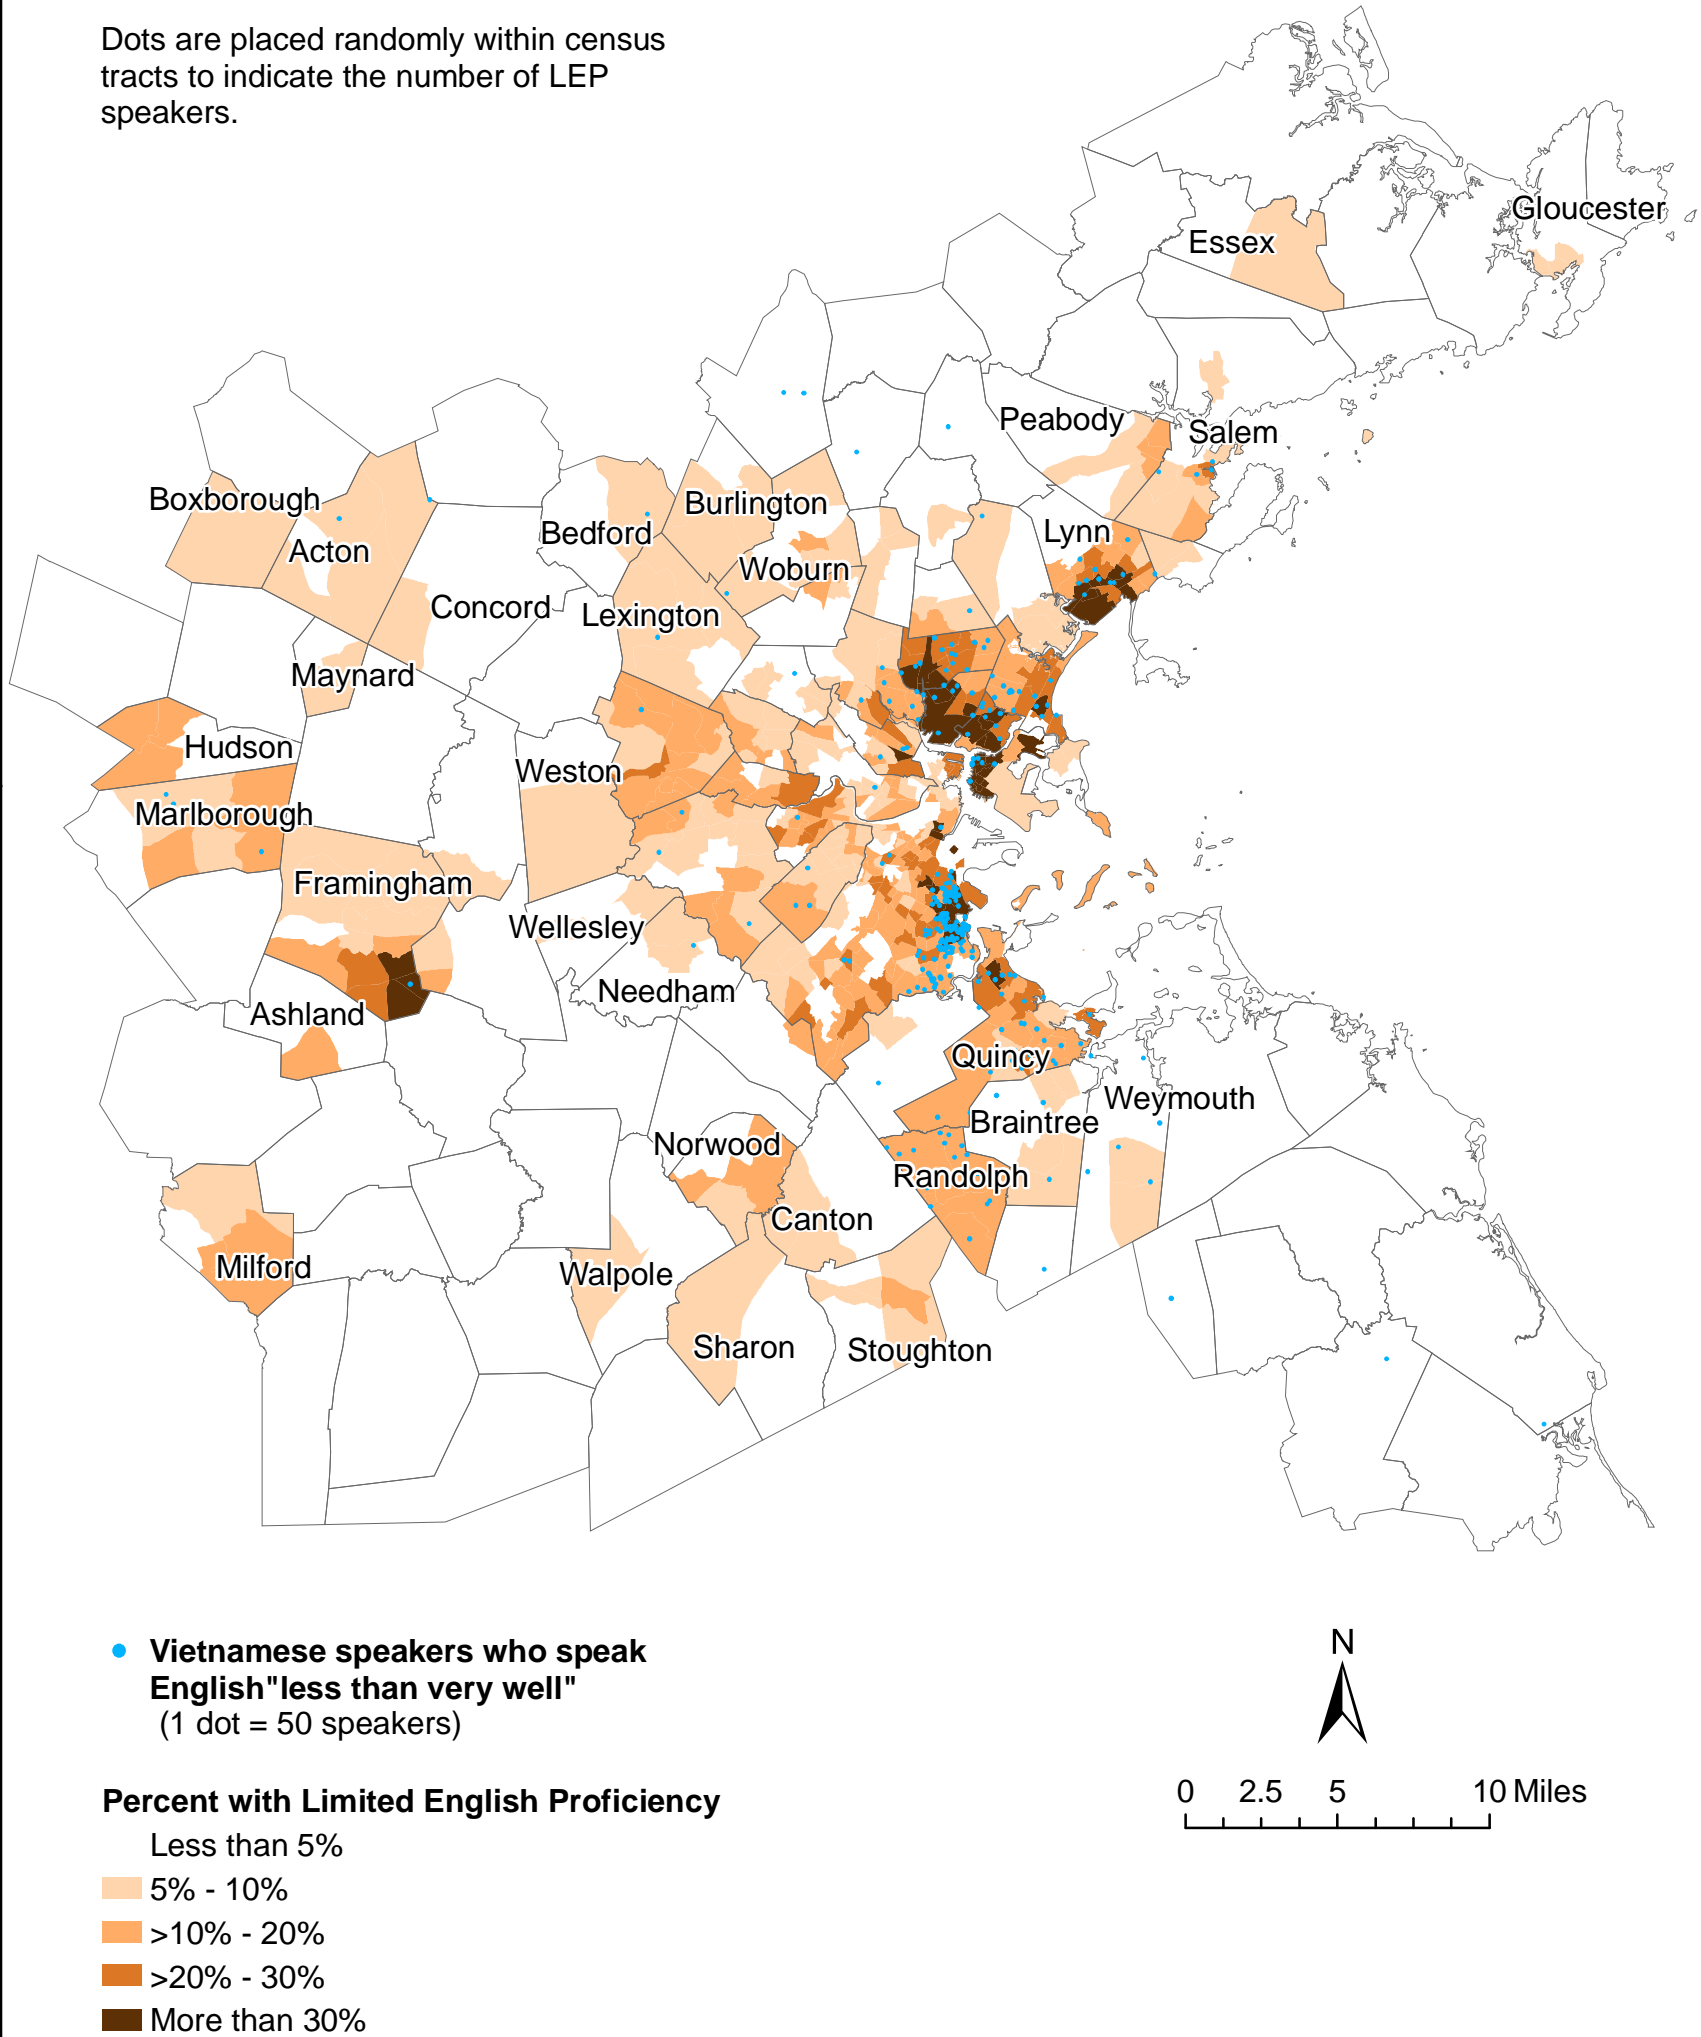 Dots are placed randomly within census
tracts to indicate the number of LEP
speakers.
Gloucester
Essex
Peabody
Salem
Boxborough
Burlington
Bedford
Lynn
Acton
Woburn
Concord
Lexington
Maynard
Hudson
Weston
Marlborough
Framingham
Wellesley
Needham
Ashland
Quincy
Weymouth
Braintree
Norwood
Randolph
Canton
Milford
Walpole
Sharon
Stoughton
Vietnamese speakers who speak
English"less than very well"
(1 dot = 50 speakers)
N
Percent with Limited English Proficiency
0 2.5 5 10 Miles
Less than 5%
5% - 10%
>10% - 20%
>20% - 30%
More than 30%